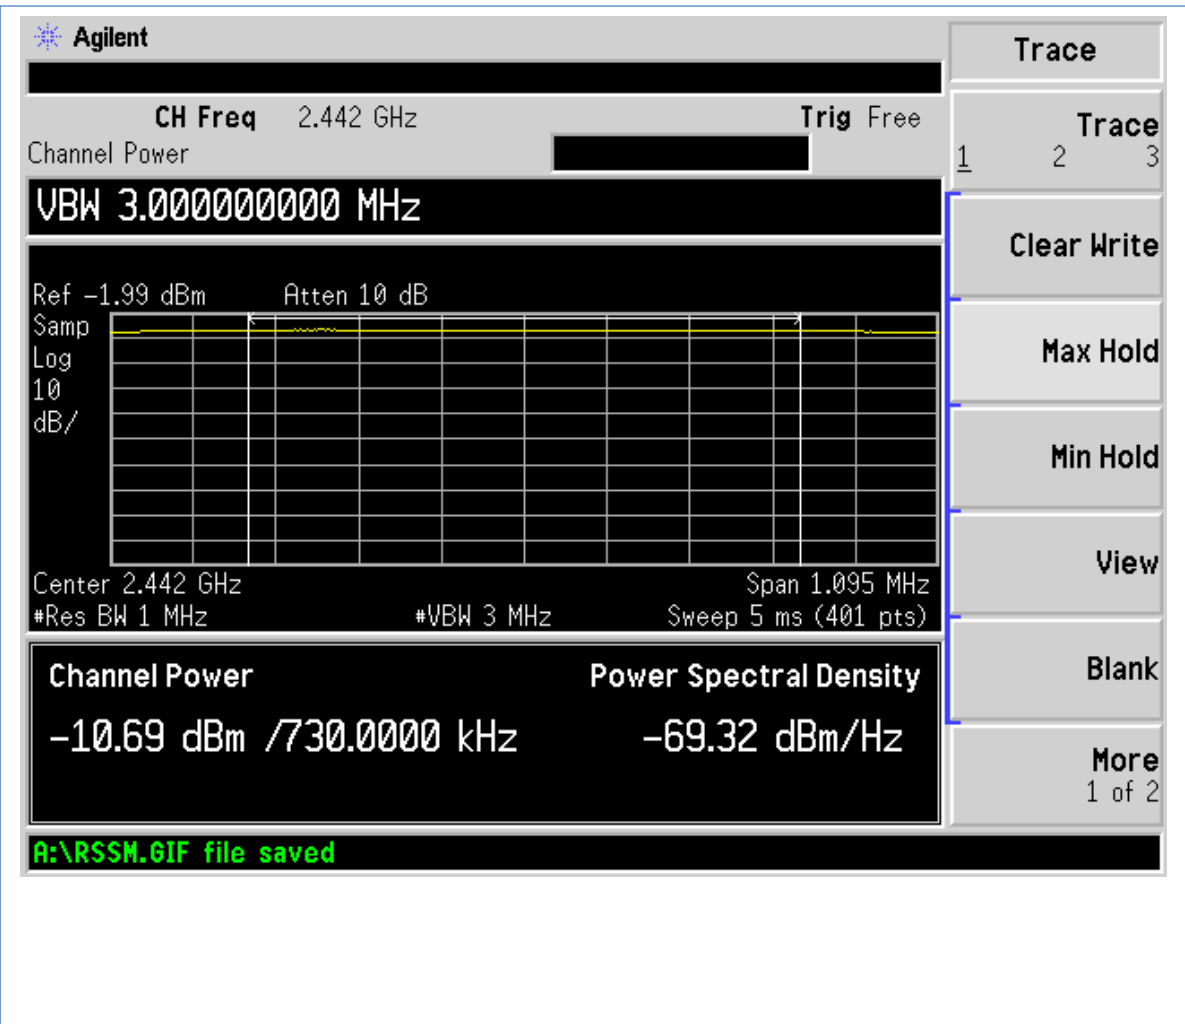 Agilent
Trace
CH Freq 2.442 GHz Trig Free
Channel Power
Trace
1 2 3
VBW 3.000000000 MHz
Clear Write
Ref -1.99 dBm Atten 10 dB
Samp
Log
10
dB/
Max Hold
Min Hold
View
Center 2.442 GHz Span 1.095 MHz
#Res BW 1 MHz #VBW 3 MHz Sweep 5 ms (401 pts)
Channel Power Power Spectral Density
-10.69 dBm /730.0000 kHz -69.32 dBm/Hz
Blank
More
1 of 2
A:\RSSM.GIF file saved